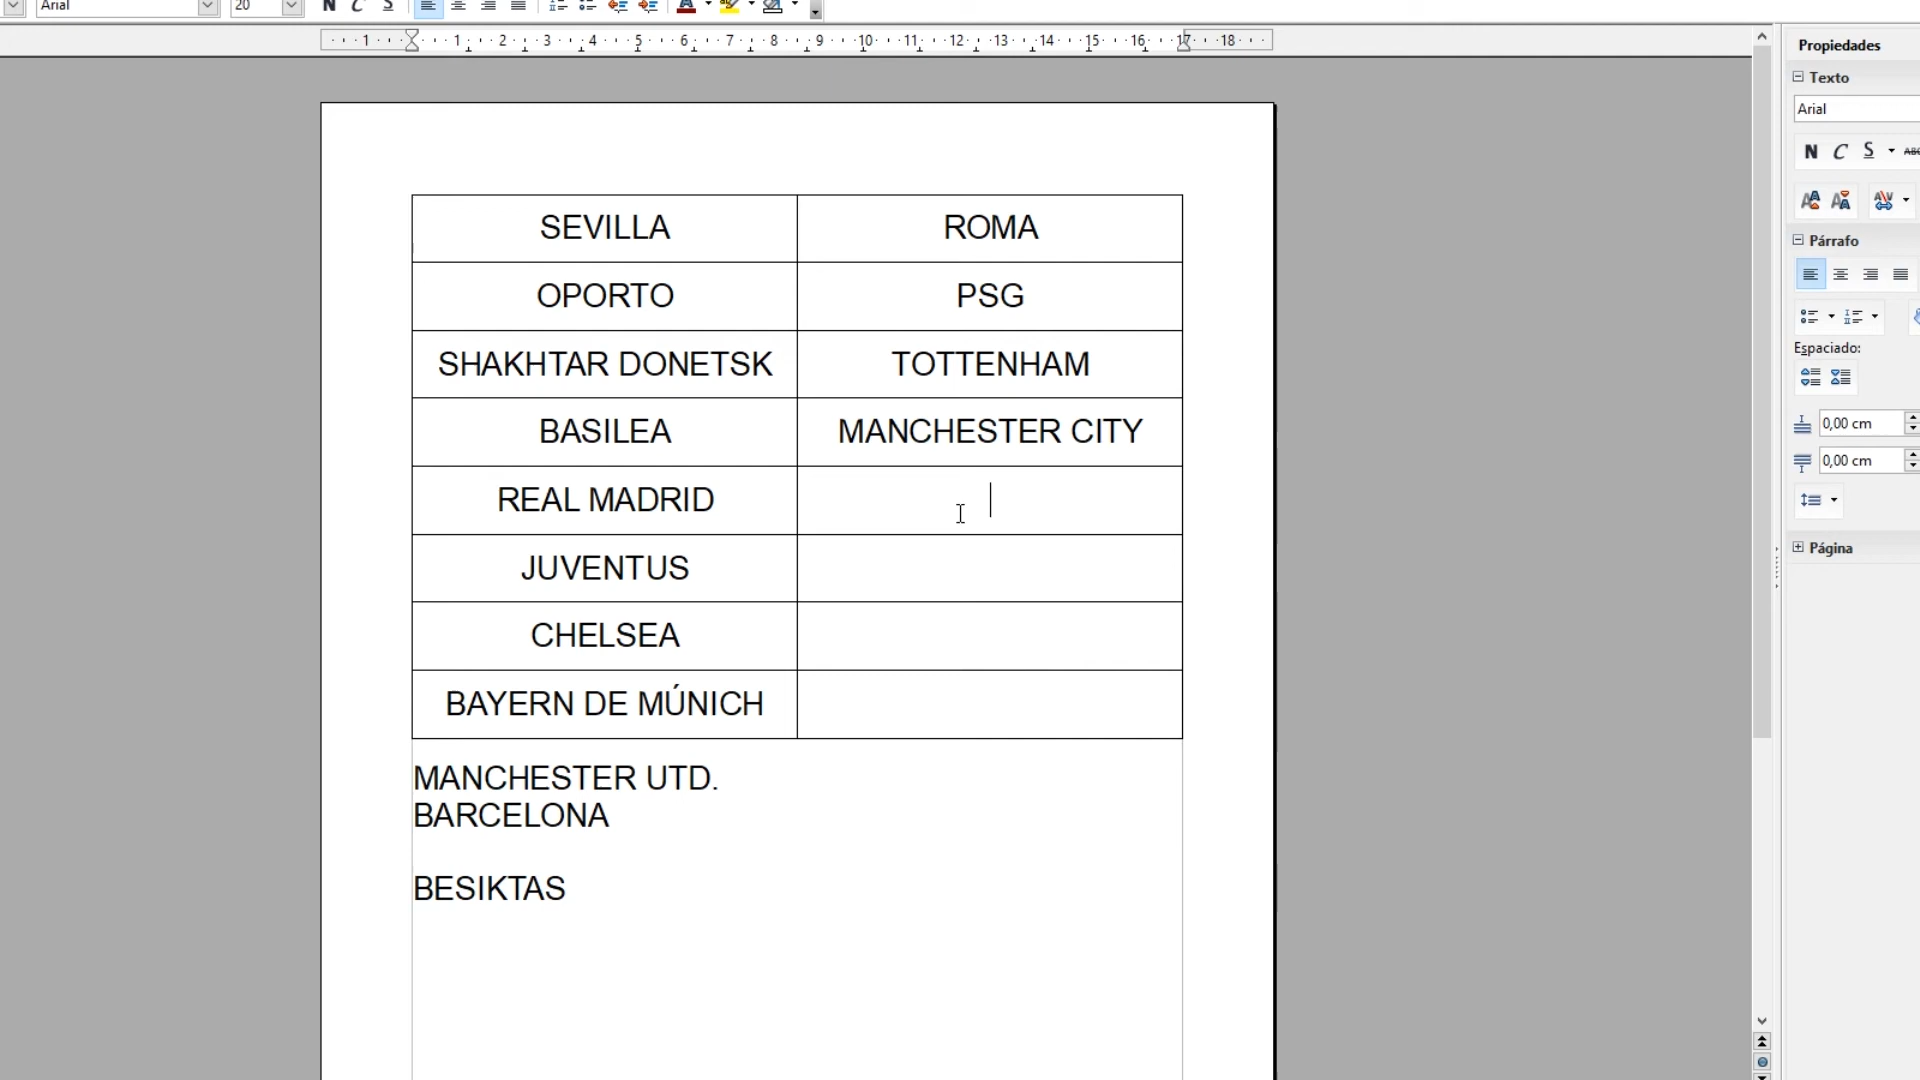 Arial 20 N C S
1 1 2 3 4 5 6 7 8 9 10 11 12 13 14 15 16 17 18
Propiedades
Texto
Arial
N C S ABC
Párrafo
Espaciado:
0,00 cm
0,00 cm
Página
SEVILLA ROMA
OPORTO PSG
SHAKHTAR DONETSK TOTTENHAM
BASILEA MANCHESTER CITY
REAL MADRID
JUVENTUS
CHELSEA
BAYERN DE MÚNICH
MANCHESTER UTD.
BARCELONA
BESIKTAS